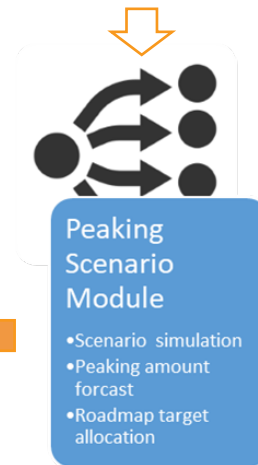 Peaking
Scenario
Module
•Scenario simulation
•Peaking amount
forcast
•Roadmap target
allocation